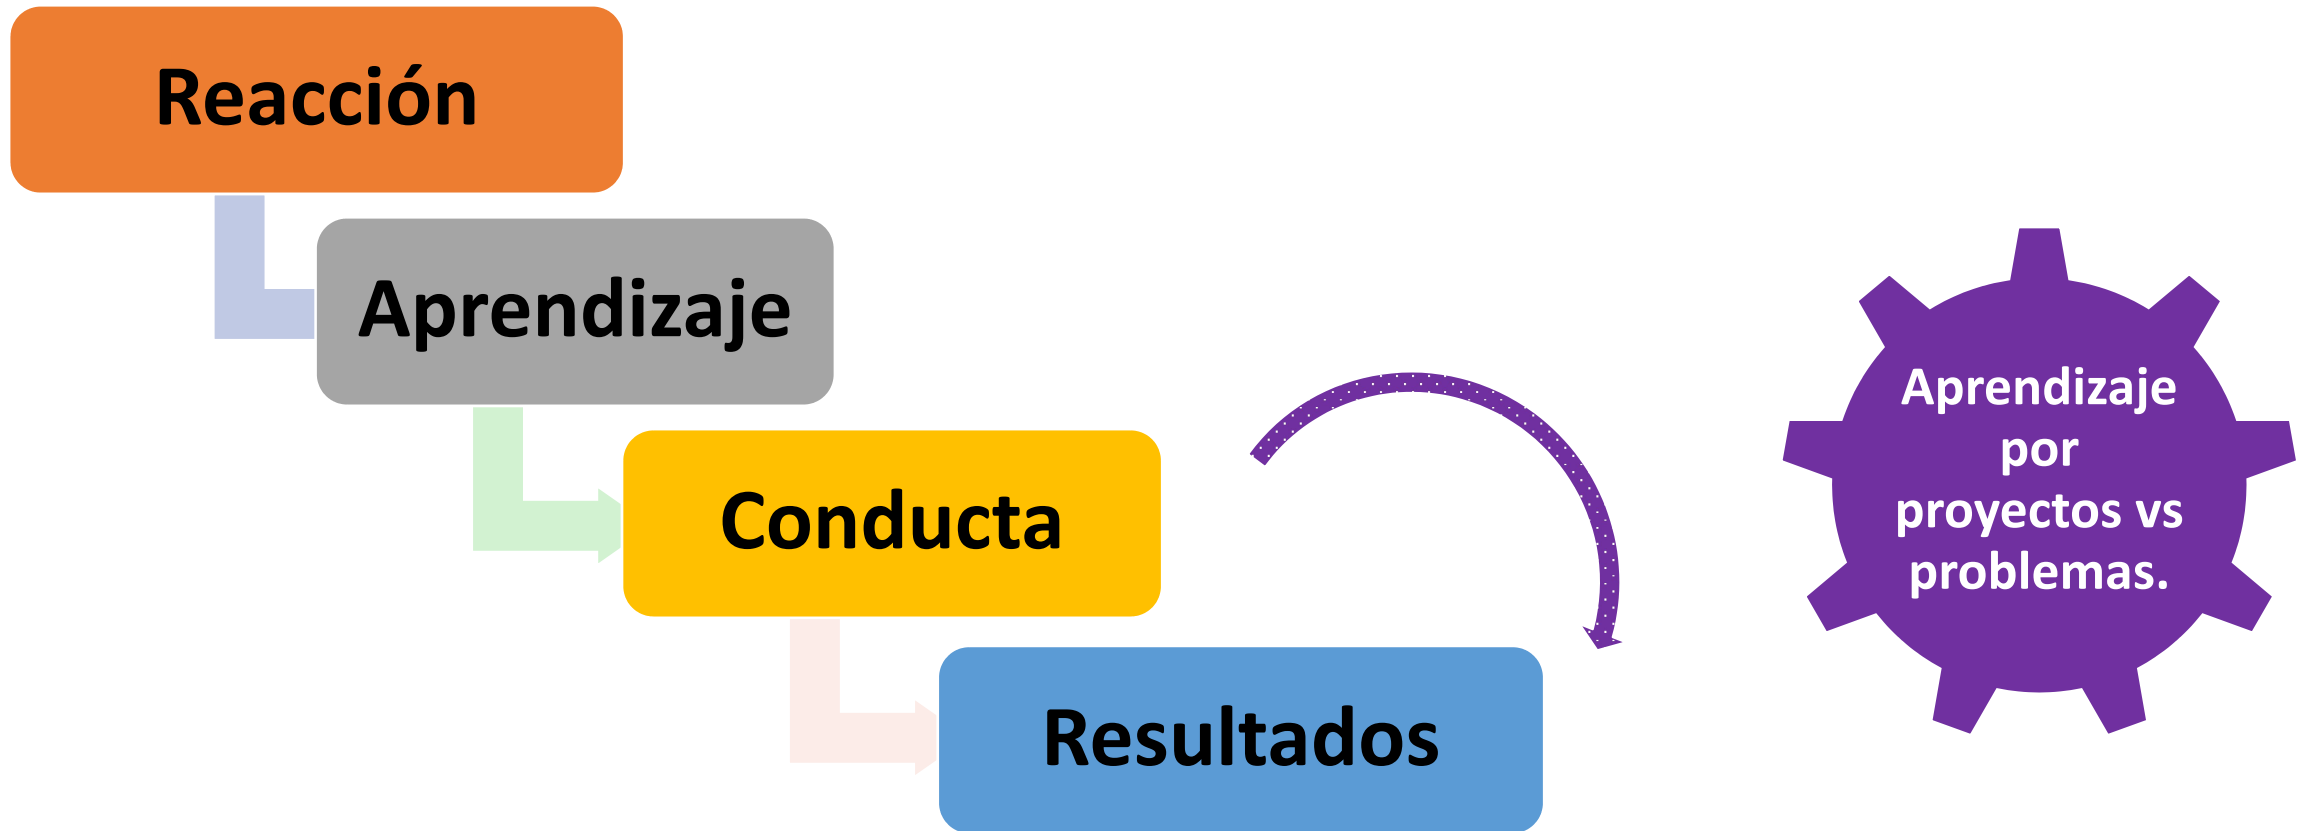 Reacción
Aprendizaje
Conducta
Resultados
Aprendizaje
por
proyectos vs
problemas.